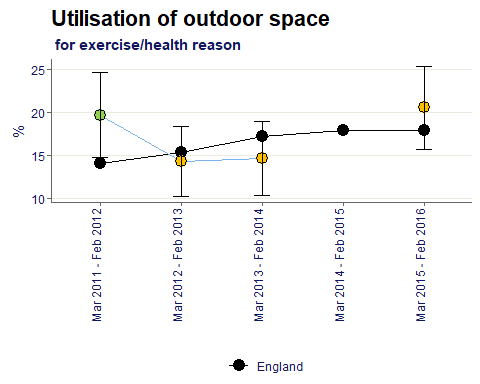 Utilisation of outdoor space
for exercise/health reason
25
20
15
10
%
Mar 2011 - Feb 2012
Mar 2012 - Feb 2013
Mar 2013 - Feb 2014
Mar 2014 - Feb 2015
Mar 2015 - Feb 2016
England